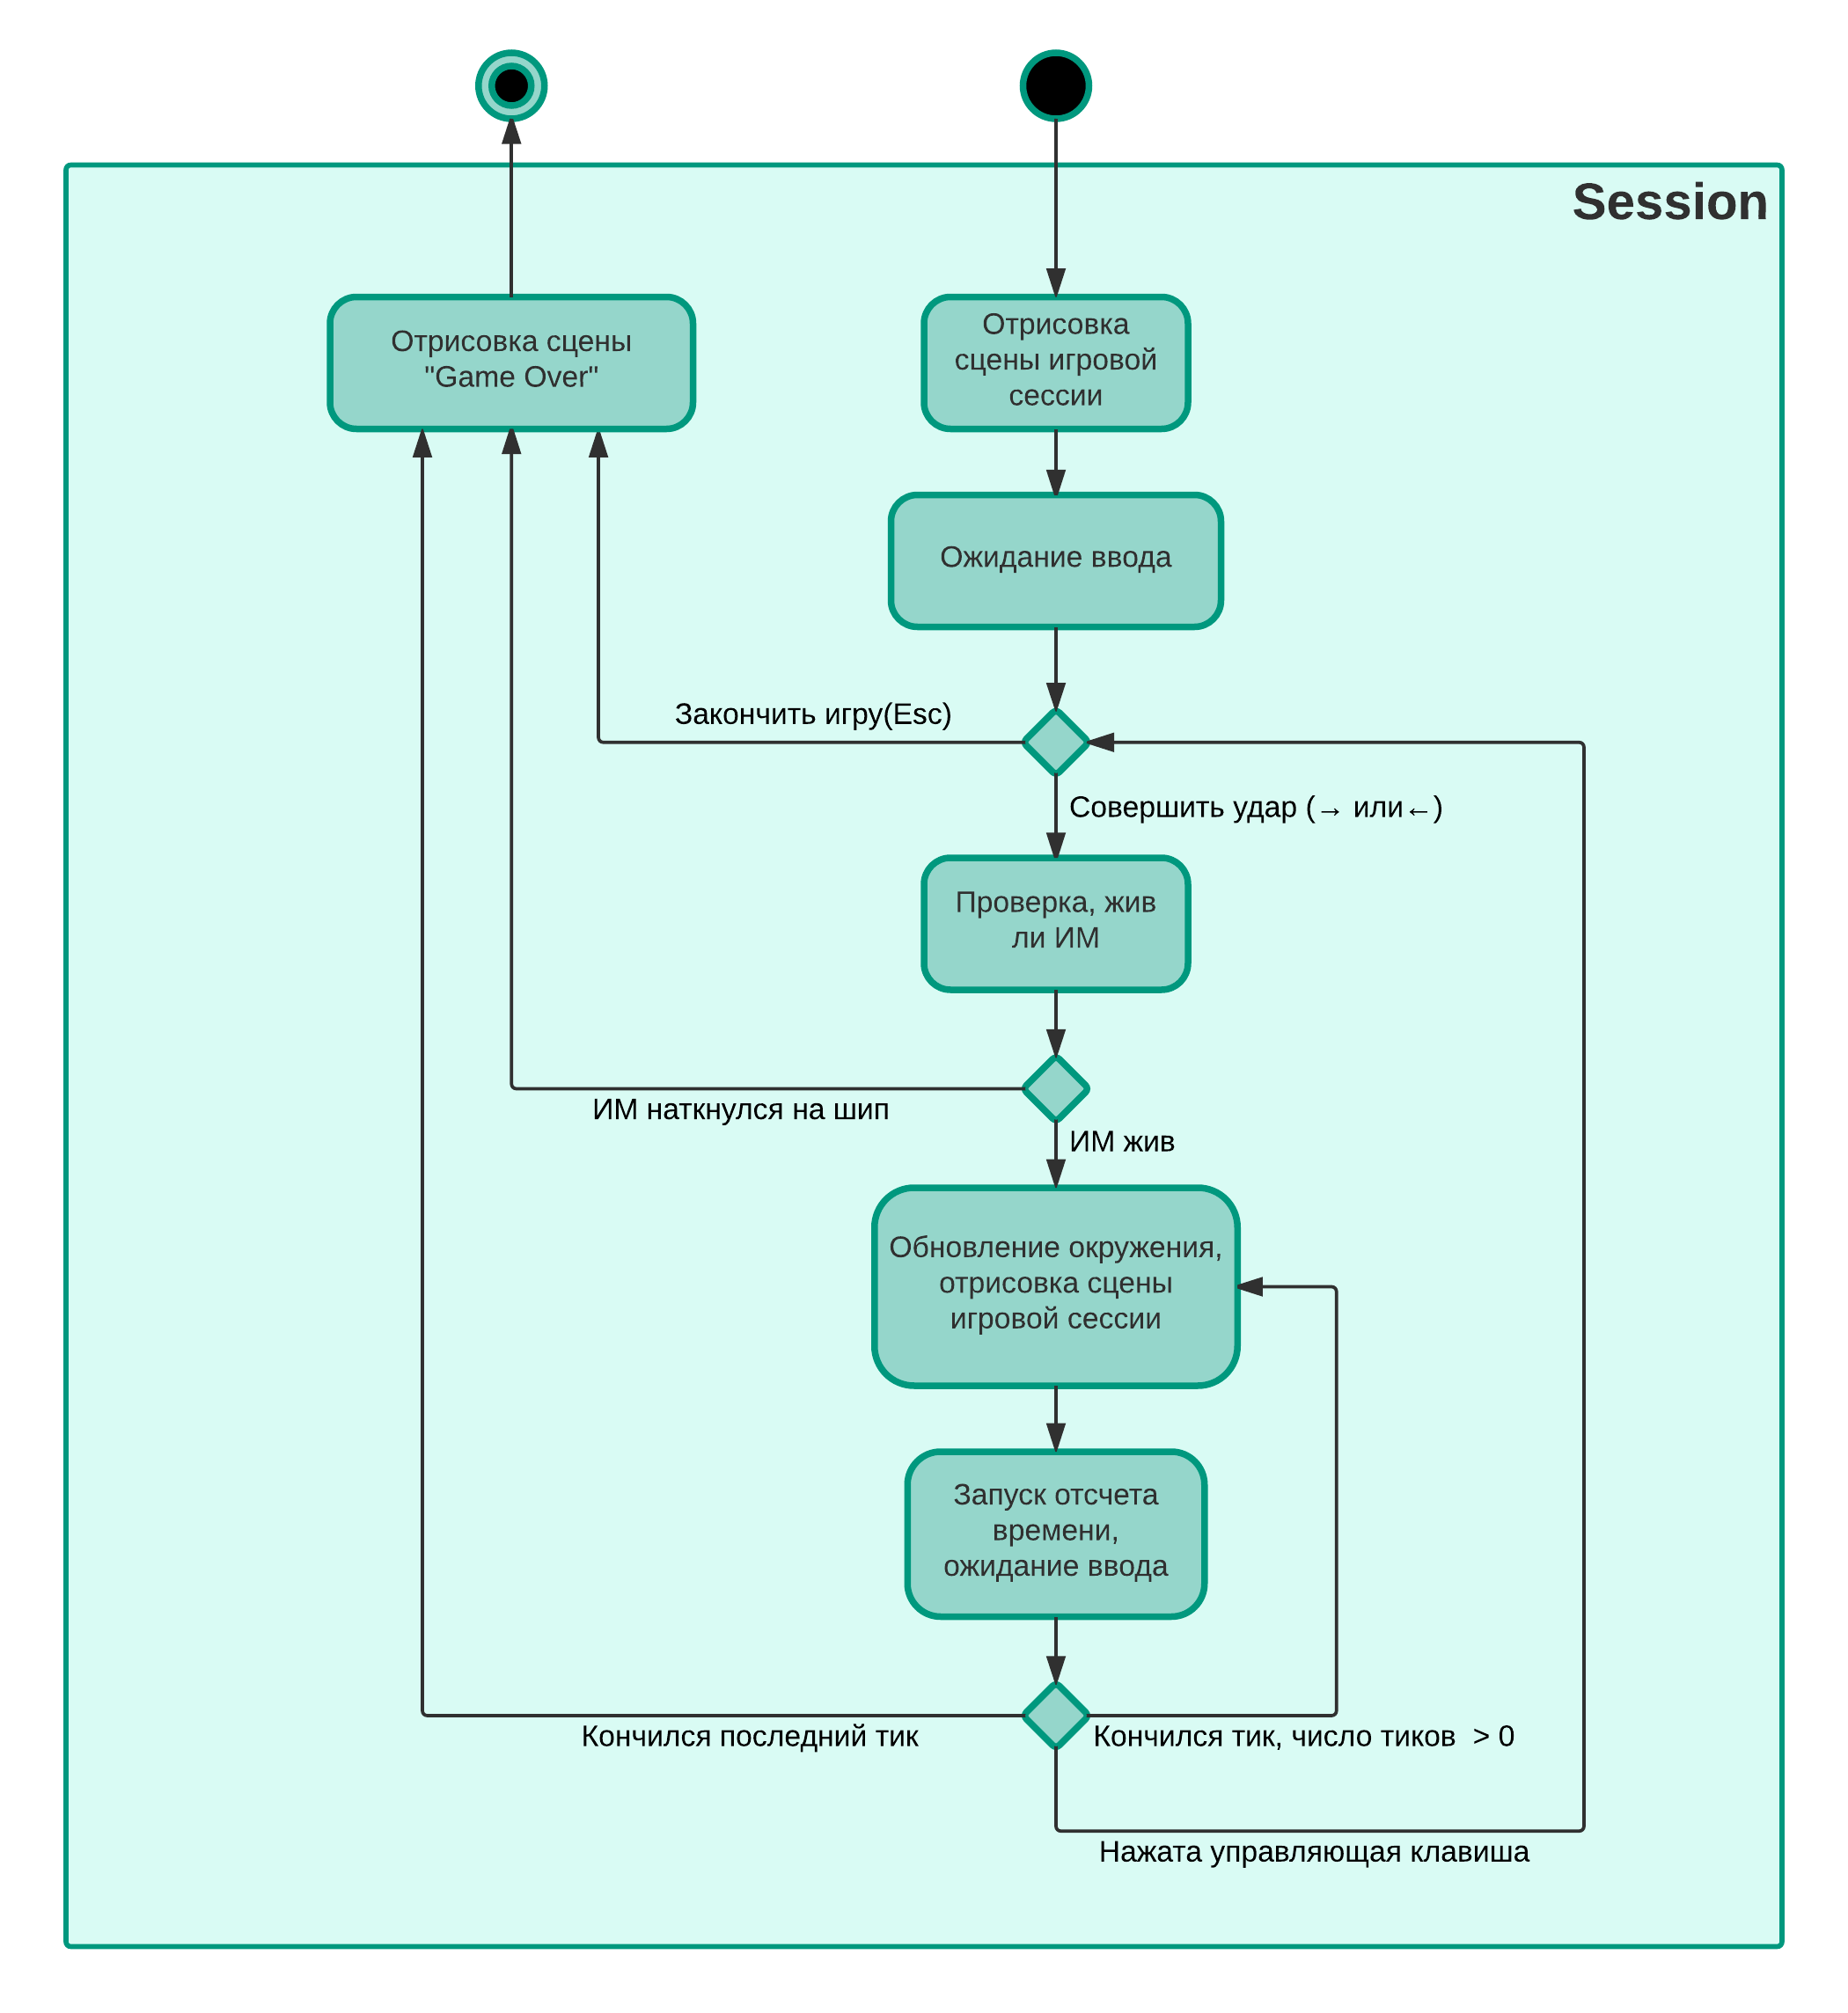 Session
Отрисовка сцены
"Game Over"
Отрисовка
сцены игровой
сессии
Ожидание ввода
Закончить игру(Esc)
Совершить удар (→ или←)
Проверка, жив
ли ИМ
ИМ наткнулся на шип
ИМ жив
Обновление окружения,
отрисовка сцены
игровой сессии
Запуск отсчета
времени,
ожидание ввода
Кончился последний тик
Кончился тик, число тиков  > 0
Нажата управляющая клавиша